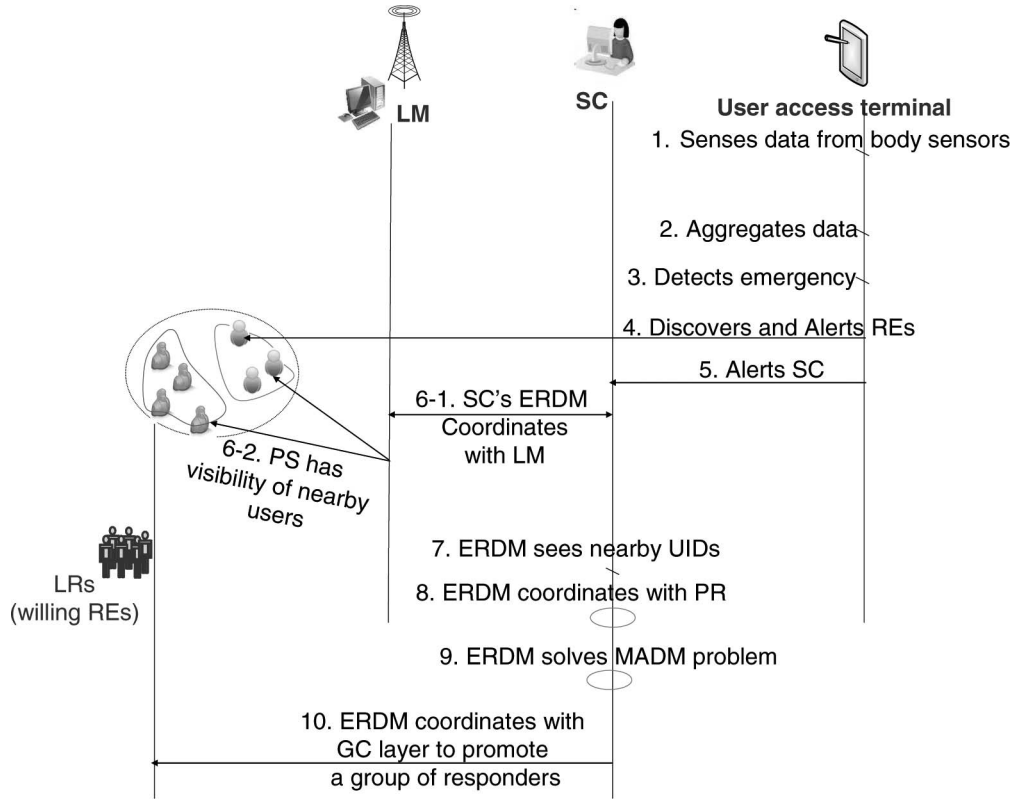 LM
SC
User access terminal
1. Senses data from body sensors
2. Aggregates data
3. Detects emergency
4. Discovers and Alerts REs
5. Alerts SC
6-1. SC's ERDM
Coordinates
with LM
6-2. PS has
visibility of nearby
users
7. ERDM sees nearby UIDs
LRs
(willing REs)
8. ERDM coordinates with PR
9. ERDM solves MADM problem
10. ERDM coordinates with
GC layer to promote
a group of responders